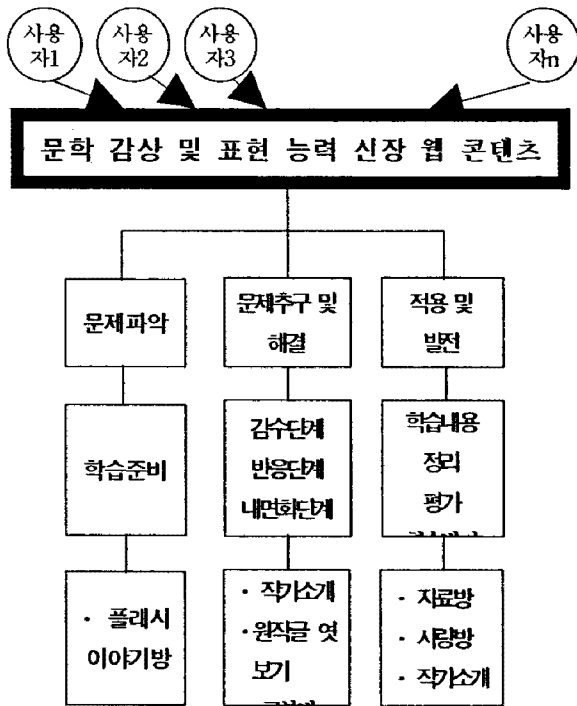 사용
자1
사용
자2
사용
자3
사용
자n
문학 감상 및 표현 능력 신장 웹 콘텐츠
문제파악
문제추구 및
해결
적용 및
발전
학습준비
감수단계
반응단계
내면화단계
학습내용
정리
평가
· 플래시
이야기방
· 작가소개
·원작글 엿
보기
· 자료방
· 사랑방
· 작가소개